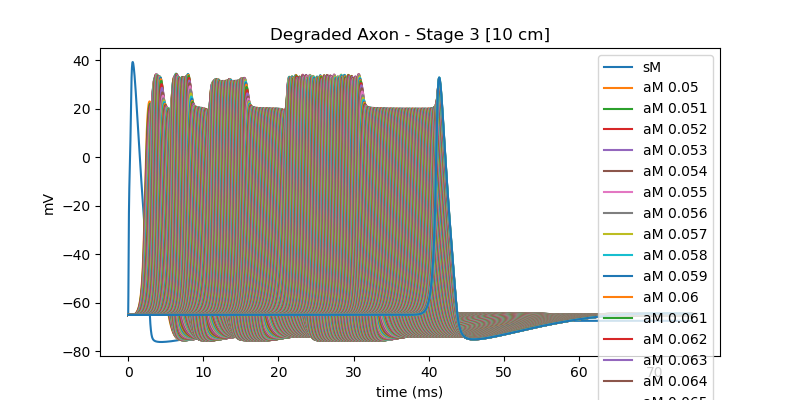 Degraded Axon - Stage 3 [10 cm]
40
20
0
−20
−40
−60
−80
mV
0
10
20
30
40
50
60
70
time (ms)
sM
aM 0.05
aM 0.051
aM 0.052
aM 0.053
aM 0.054
aM 0.055
aM 0.056
aM 0.057
aM 0.058
aM 0.059
aM 0.06
aM 0.061
aM 0.062
aM 0.063
aM 0.064
aM 0.065